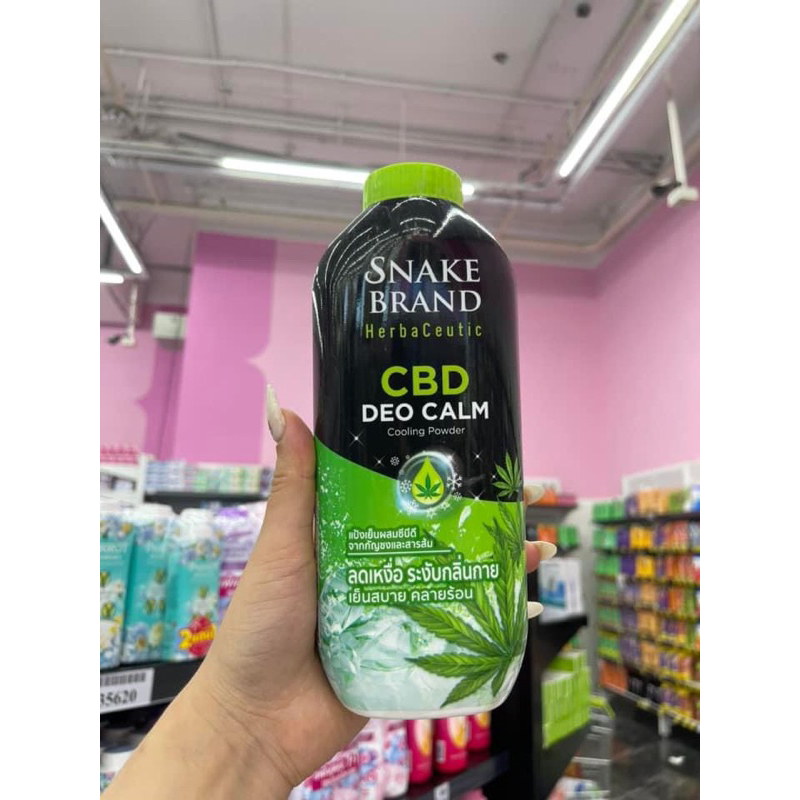 SNAKE
BRAND
HerbaCeutic
CBD
DEO CALM
Cooling Powder
แป้งเย็นผสมซีบีดี
จากกัญชงและสารส้ม
ลดเหงื่อ ระงับกลิ่นกาย
เย็นสบาย คลายร้อน
35620